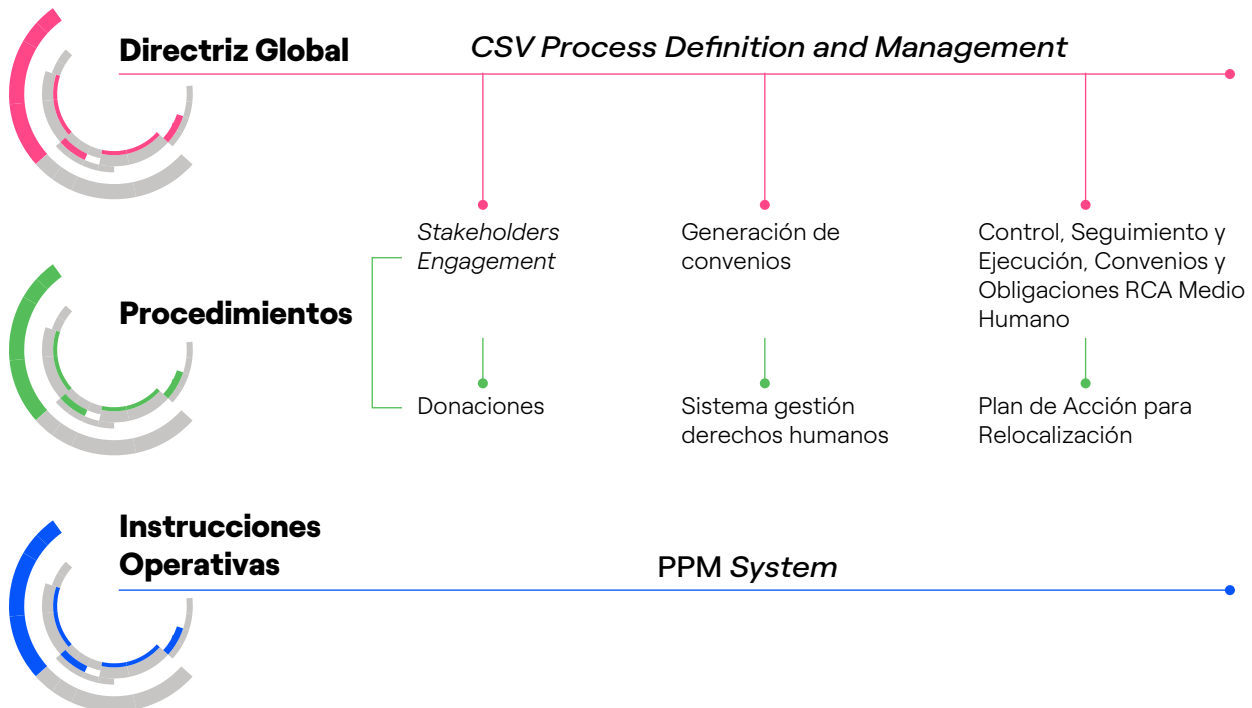 Directriz Global
CSV Process Definition and Management
Stakeholders
Engagement
Generación de
convenios
Control, Seguimiento y
Ejecución, Convenios y
Obligaciones RCA Medio
Humano
Procedimientos
Donaciones
Sistema gestión
derechos humanos
Plan de Acción para
Relocalización
Instrucciones
Operativas
PPM System